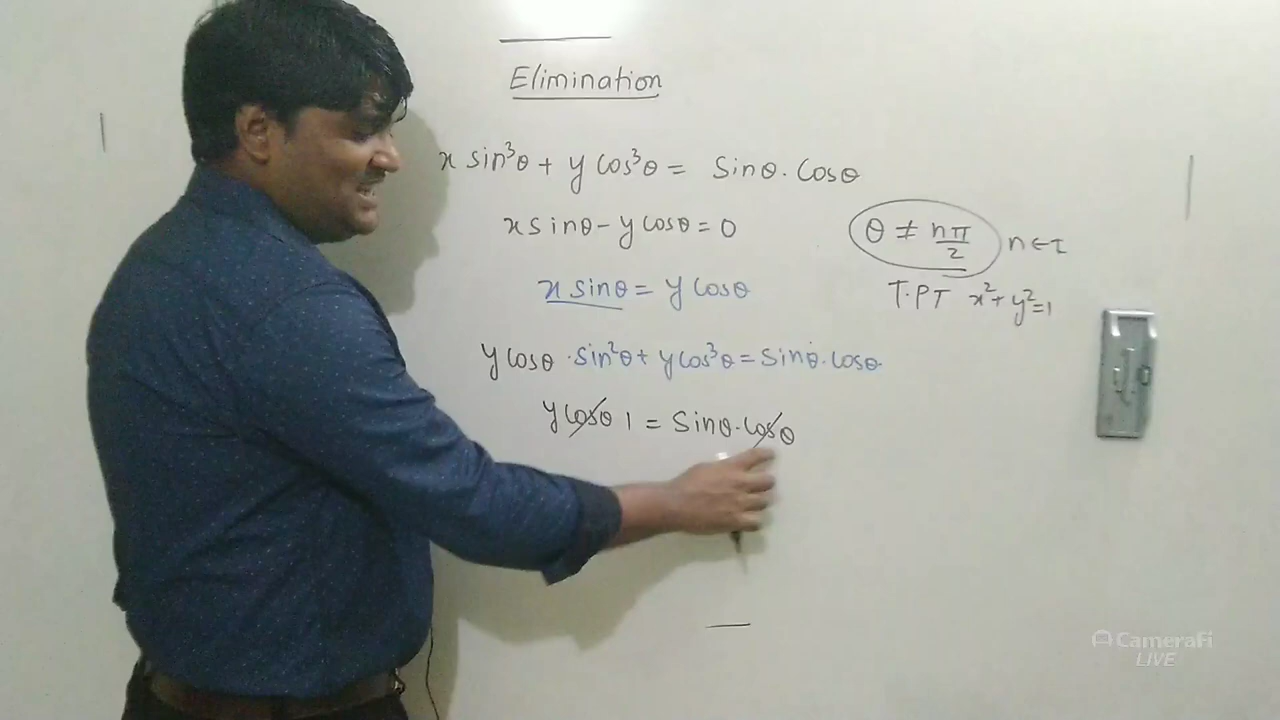 Elimination
x sin³θ + y cos³θ = sinθ. cosθ
x sinθ - y cosθ = 0
θ ≠ nπ/2 n ∈ I
x sinθ = y cosθ
T.P.T x² + y² = 1
y cosθ · sin²θ + y cos³θ = sinθ. cosθ.
y cosθ 1 = sinθ. cosθ
CameraFi
LIVE